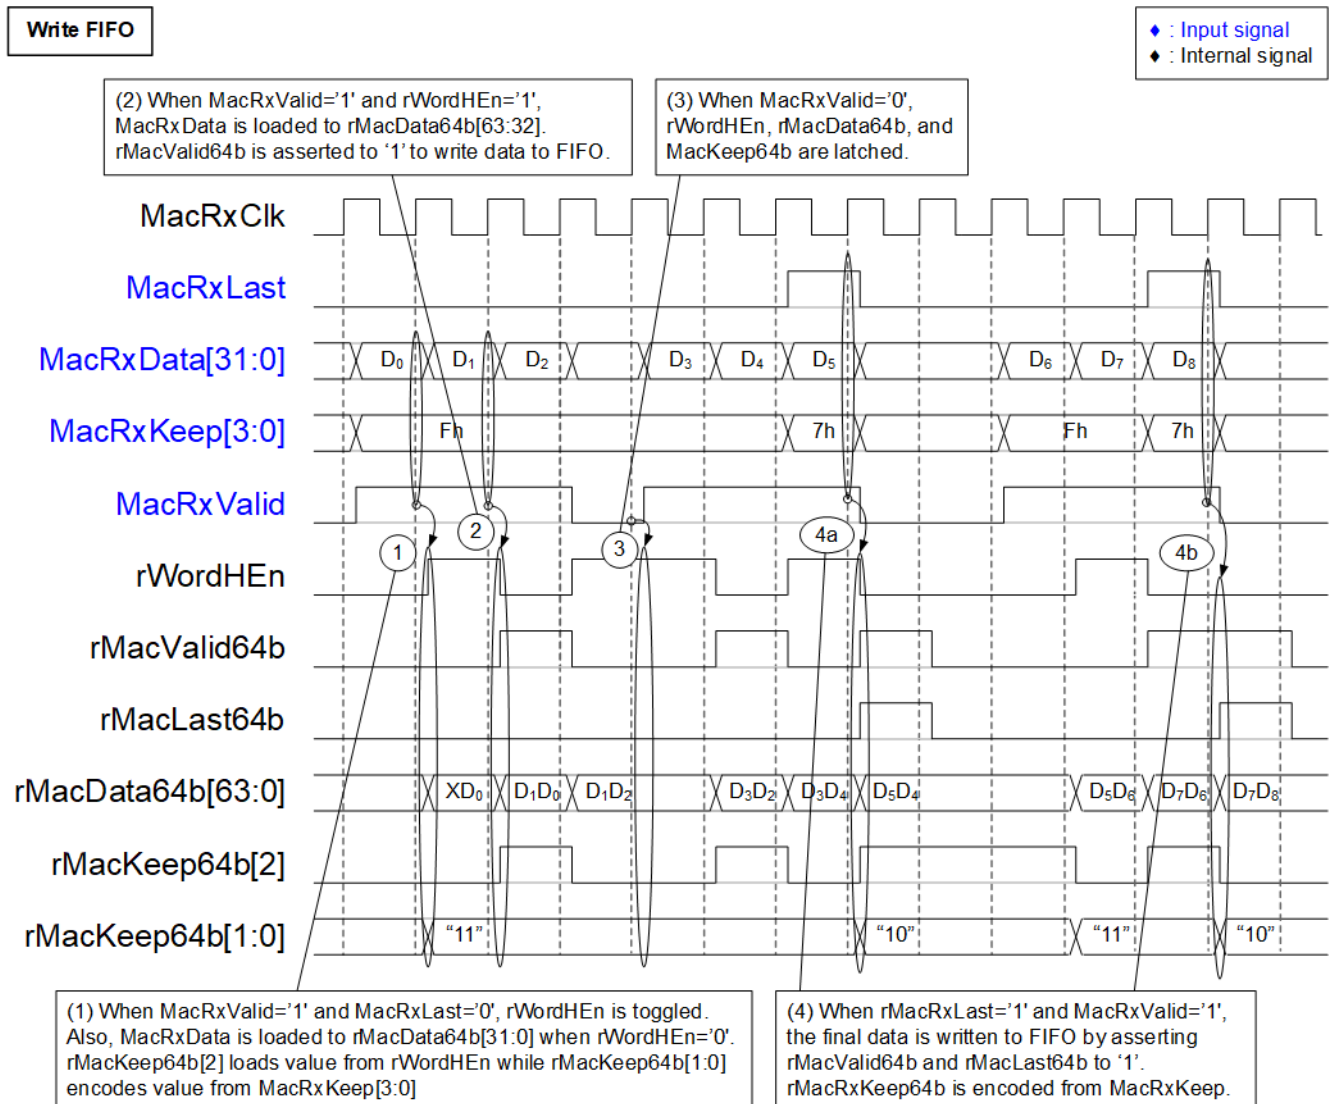 Write FIFO
♦ : Input signal
♦ : Internal signal
(2) When MacRxValid='1' and rWordHEn='1',
MacRxData is loaded to rMacData64b[63:32].
rMacValid64b is asserted to ‘1’ to write data to FIFO.
(3) When MacRxValid='0',
rWordHEn, rMacData64b, and
MacKeep64b are latched.
MacRxClk
MacRxLast
MacRxData[31:0] D₀ D₁ D₂ D₃ D₄ D₅ D₆ D₇ D₈
MacRxKeep[3:0] Fh 7h Fh 7h
MacRxValid
1 2 3 4a 4b
rWordHEn
rMacValid64b
rMacLast64b
rMacData64b[63:0] XD₀ D₁D₀ D₁D₂ D₃D₂ D₃D₄ D₅D₄ D₅D₆ D₇D₆ D₇D₈
rMacKeep64b[2]
rMacKeep64b[1:0] “11” “10” “11” “10”
(1) When MacRxValid='1' and MacRxLast='0', rWordHEn is toggled.
Also, MacRxData is loaded to rMacData64b[31:0] when rWordHEn='0'.
rMacKeep64b[2] loads value from rWordHEn while rMacKeep64b[1:0]
encodes value from MacRxKeep[3:0]
(4) When rMacRxLast='1' and MacRxValid='1',
the final data is written to FIFO by asserting
rMacValid64b and rMacLast64b to ‘1’.
rMacRxKeep64b is encoded from MacRxKeep.